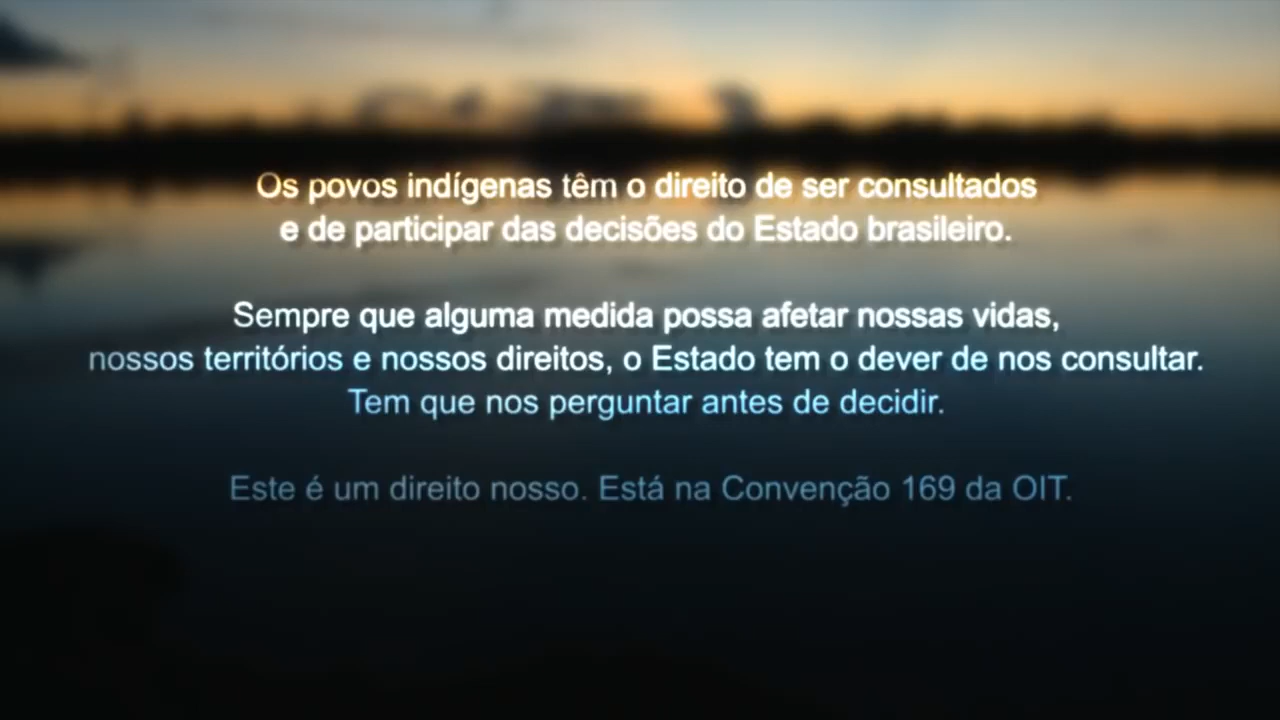 Os povos indígenas têm o direito de ser consultados
e de participar das decisões do Estado brasileiro.
Sempre que alguma medida possa afetar nossas vidas,
nossos territórios e nossos direitos, o Estado tem o dever de nos consultar.
Tem que nos perguntar antes de decidir.
Este é um direito nosso. Está na Convenção 169 da OIT.